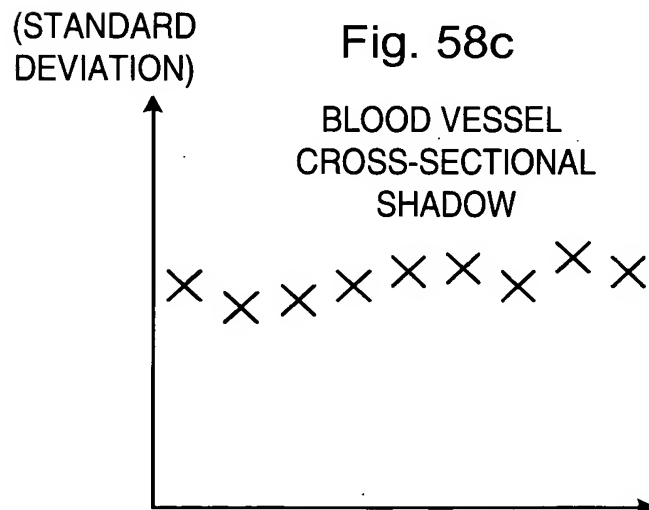 (STANDARD
DEVIATION)
Fig. 58c
BLOOD VESSEL
CROSS-SECTIONAL
SHADOW